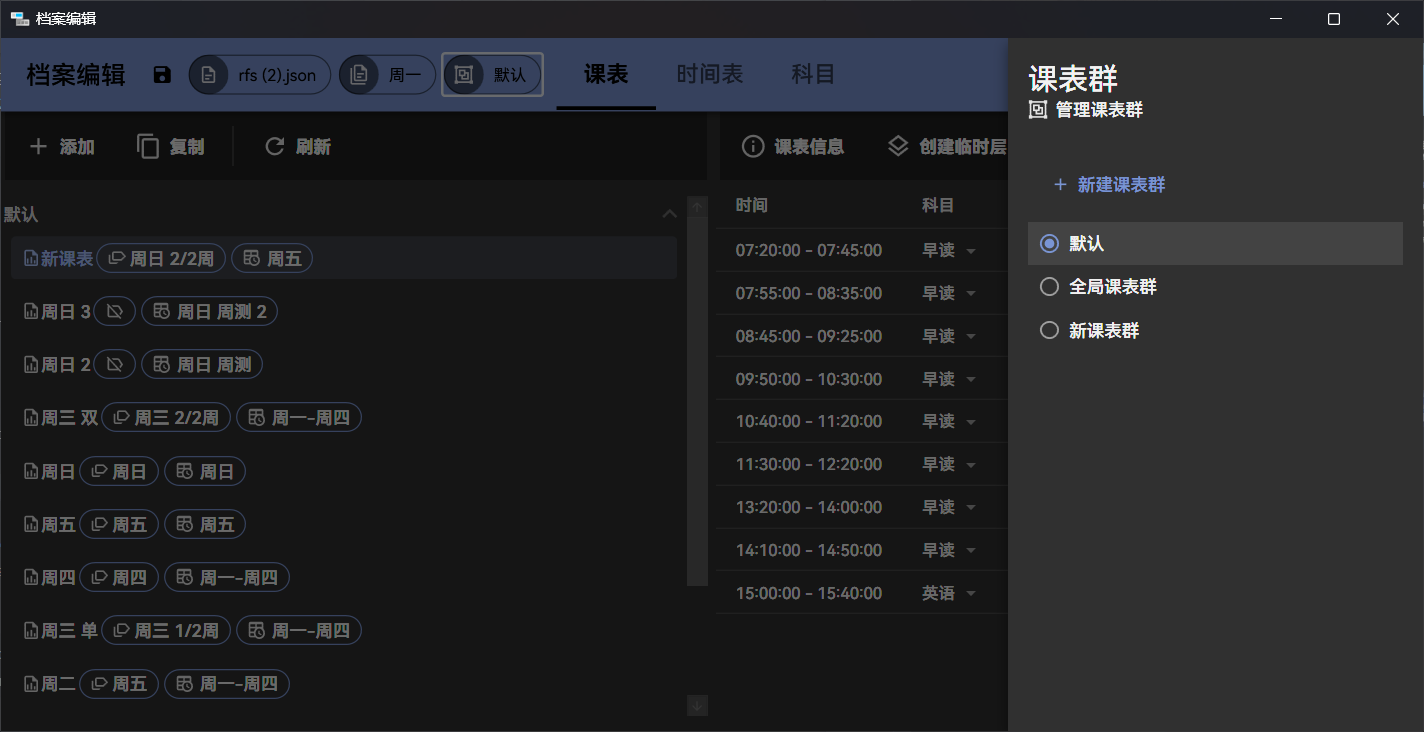 档案编辑
档案编辑 rfs (2).json 周一 默认 课表 时间表 科目
添加 复制 刷新
默认
新课表 周日 2/2周 周五
周日 3 周日 周测 2
周日 2 周日 周测
周三 双 周三 2/2周 周一-周四
周日 周日 周日
周五 周五 周五
周四 周四 周一-周四
周三 单 周三 1/2周 周一-周四
周二 周五 周一-周四
课表信息 创建临时层
时间 科目
07:20:00 - 07:45:00 早读
07:55:00 - 08:35:00 早读
08:45:00 - 09:25:00 早读
09:50:00 - 10:30:00 早读
10:40:00 - 11:20:00 早读
11:30:00 - 12:20:00 早读
13:20:00 - 14:00:00 早读
14:10:00 - 14:50:00 早读
15:00:00 - 15:40:00 英语
课表群
管理课表群
新建课表群
默认
全局课表群
新课表群